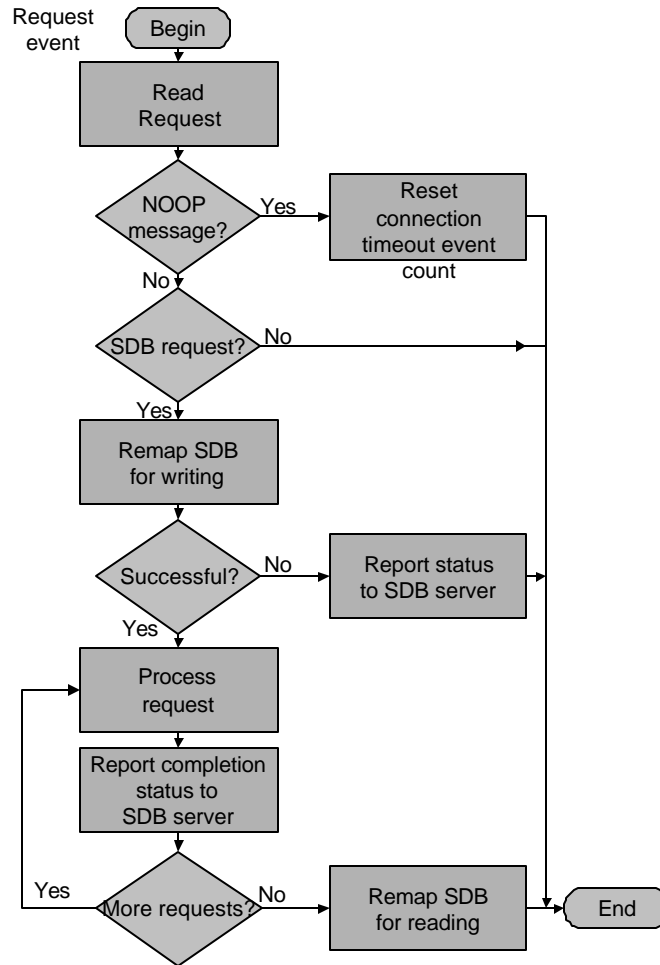 Request
event
Begin
Read
Request
NOOP
message?
Yes
Reset
connection
timeout event
count
No
SDB request?
No
Yes
Remap SDB
for writing
Successful?
No
Report status
to SDB server
Yes
Process
request
Report completion
status to
SDB server
Yes
More requests?
No
Remap SDB
for reading
End